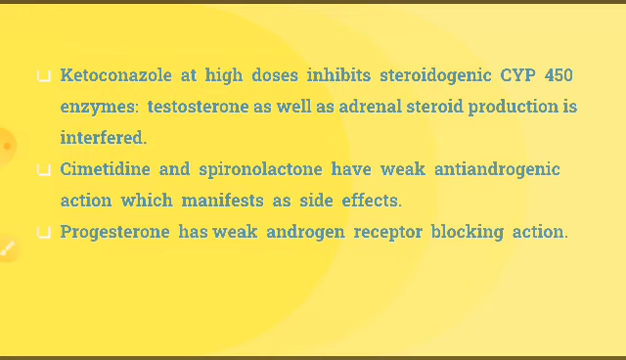 Ketoconazole at high doses inhibits steroidogenic CYP 450
enzymes: testosterone as well as adrenal steroid production is
interfered.
Cimetidine and spironolactone have weak antiandrogenic
action which manifests as side effects.
Progesterone has weak androgen receptor blocking action.